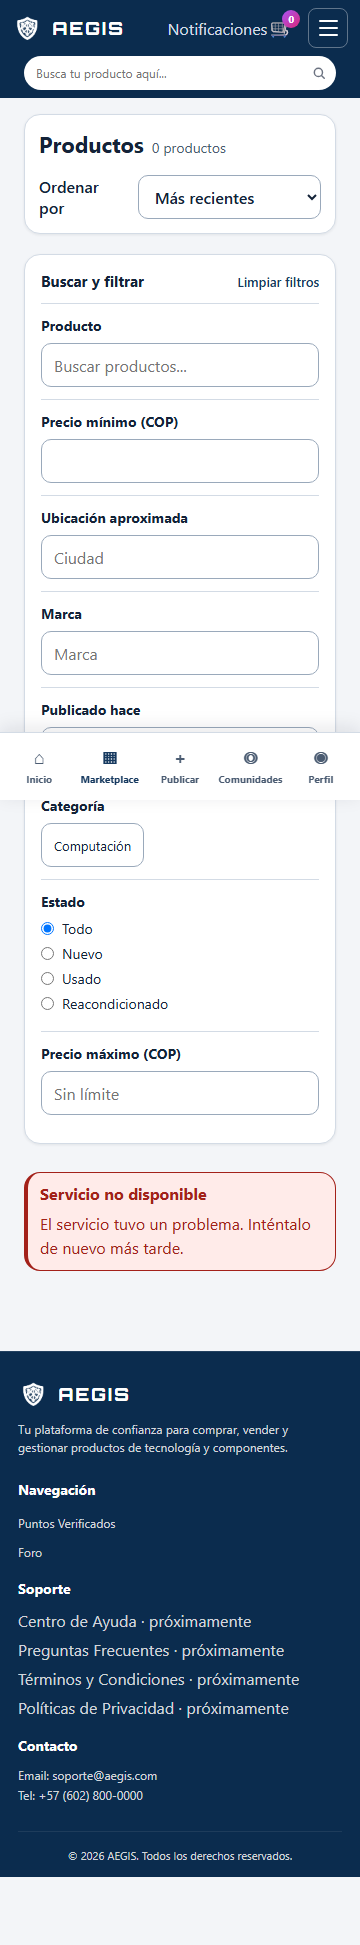 AEGIS
Notificaciones
0
Busca tu producto aquí...
Productos 0 productos
Ordenar por
Más recientes
Buscar y filtrar
Limpiar filtros
Producto
Buscar productos...
Precio mínimo (COP)
Ubicación aproximada
Ciudad
Marca
Marca
Publicado hace
Inicio
Marketplace
Publicar
Comunidades
Perfil
Categoría
Computación
Estado
Todo
Nuevo
Usado
Reacondicionado
Precio máximo (COP)
Sin límite
Servicio no disponible
El servicio tuvo un problema. Inténtalo
de nuevo más tarde.
AEGIS
Tu plataforma de confianza para comprar, vender y
gestionar productos de tecnología y componentes.
Navegación
Puntos Verificados
Foro
Soporte
Centro de Ayuda · próximamente
Preguntas Frecuentes · próximamente
Términos y Condiciones · próximamente
Políticas de Privacidad · próximamente
Contacto
Email: soporte@aegis.com
Tel: +57 (602) 800-0000
© 2026 AEGIS. Todos los derechos reservados.